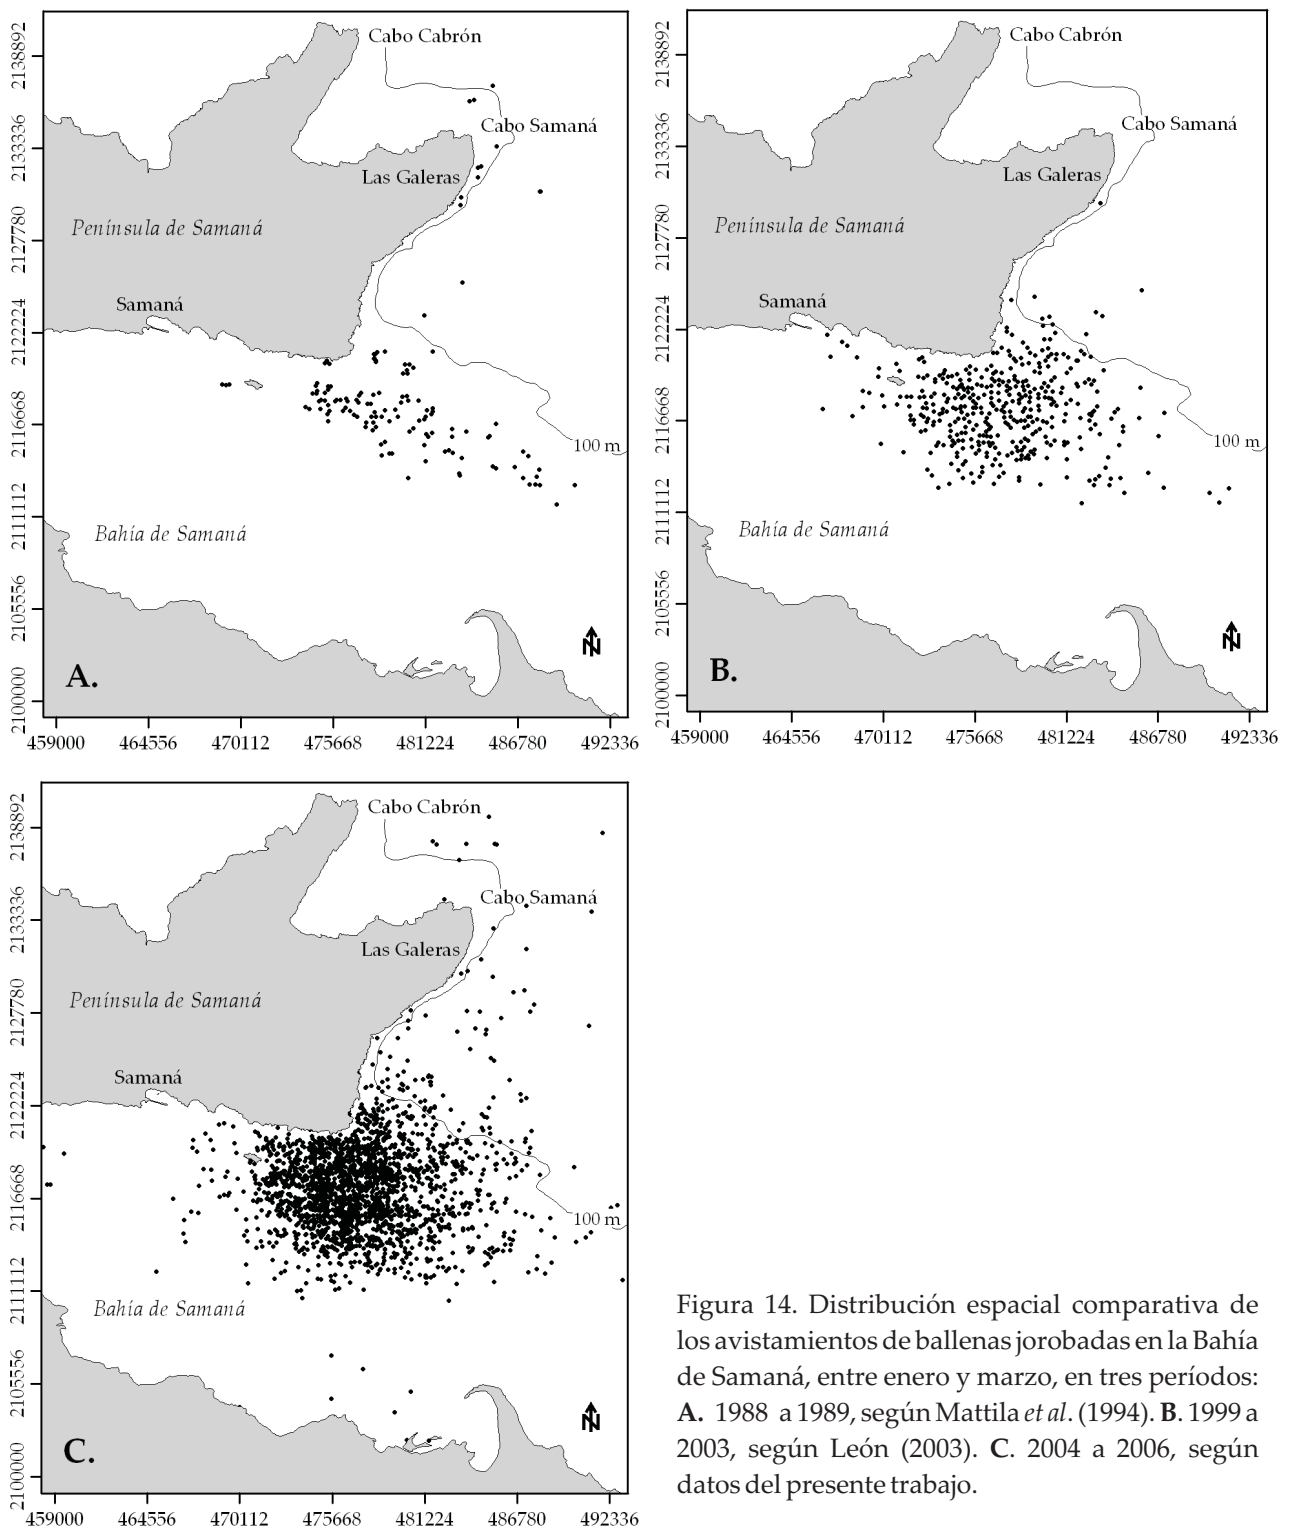 Cabo Cabrón
Cabo Samaná
Las Galeras
Península de Samaná
Samaná
100 m
Bahía de Samaná
N
A.
2138892
2133336
2127780
2122224
2116668
2111112
2105556
2100000
459000 464556 470112 475668 481224 486780 492336
Cabo Cabrón
Cabo Samaná
Las Galeras
Península de Samaná
Samaná
100 m
Bahía de Samaná
N
B.
2138892
2133336
2127780
2122224
2116668
2111112
2105556
2100000
459000 464556 470112 475668 481224 486780 492336
Cabo Cabrón
Cabo Samaná
Las Galeras
Península de Samaná
Samaná
100 m
Bahía de Samaná
N
C.
2138892
2133336
2127780
2122224
2116668
2111112
2105556
2100000
459000 464556 470112 475668 481224 486780 492336
Figura 14. Distribución espacial comparativa de
los avistamientos de ballenas jorobadas en la Bahía
de Samaná, entre enero y marzo, en tres períodos:
A. 1988 a 1989, según Mattila et al. (1994). B. 1999 a
2003, según León (2003). C. 2004 a 2006, según
datos del presente trabajo.